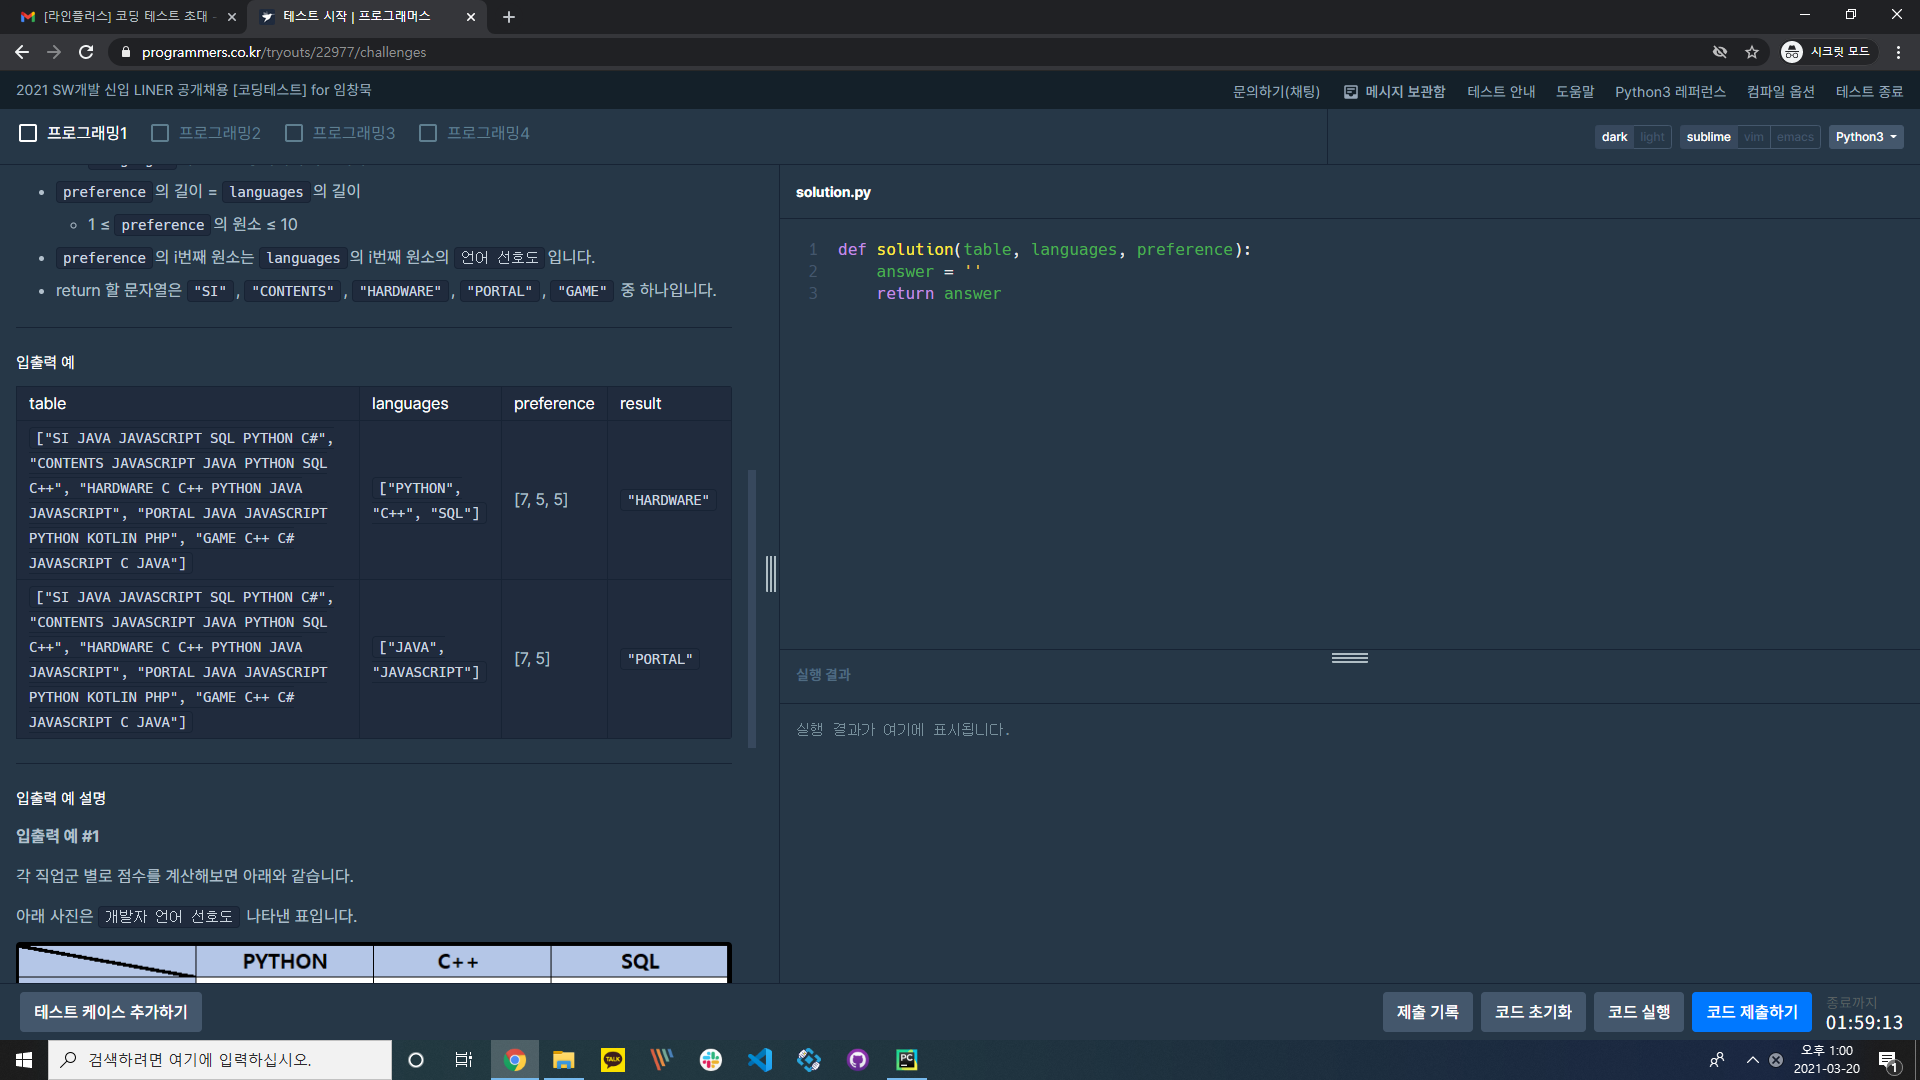 [라인플러스] 코딩 테스트 초대 -
테스트 시작 | 프로그래머스
programmers.co.kr/tryouts/22977/challenges
시크릿 모드
2021 SW개발 신입 LINER 공개채용 [코딩테스트] for 임창묵
문의하기(채팅)
메시지 보관함
테스트 안내
도움말
Python3 레퍼런스
컴파일 옵션
테스트 종료
프로그래밍1
프로그래밍2
프로그래밍3
프로그래밍4
dark light
sublime vim emacs
Python3
preference 의 길이 = languages 의 길이
1 ≤ preference 의 원소 ≤ 10
preference 의 i번째 원소는 languages 의 i번째 원소의 언어 선호도 입니다.
return 할 문자열은 "SI" , "CONTENTS" , "HARDWARE" , "PORTAL" , "GAME" 중 하나입니다.
입출력 예
table languages preference result
["SI JAVA JAVASCRIPT SQL PYTHON C#",
"CONTENTS JAVASCRIPT JAVA PYTHON SQL
C++", "HARDWARE C C++ PYTHON JAVA
JAVASCRIPT", "PORTAL JAVA JAVASCRIPT
PYTHON KOTLIN PHP", "GAME C++ C#
JAVASCRIPT C JAVA"]
["PYTHON",
"C++", "SQL"]
[7, 5, 5]
"HARDWARE"
["SI JAVA JAVASCRIPT SQL PYTHON C#",
"CONTENTS JAVASCRIPT JAVA PYTHON SQL
C++", "HARDWARE C C++ PYTHON JAVA
JAVASCRIPT", "PORTAL JAVA JAVASCRIPT
PYTHON KOTLIN PHP", "GAME C++ C#
JAVASCRIPT C JAVA"]
["JAVA",
"JAVASCRIPT"]
[7, 5]
"PORTAL"
입출력 예 설명
입출력 예 #1
각 직업군 별로 점수를 계산해보면 아래와 같습니다.
아래 사진은 개발자 언어 선호도 나타낸 표입니다.
PYTHON C++ SQL
solution.py
1 def solution(table, languages, preference):
2 answer = ''
3 return answer
실행 결과
실행 결과가 여기에 표시됩니다.
테스트 케이스 추가하기
제출 기록
코드 초기화
코드 실행
코드 제출하기
종료까지
01:59:13
검색하려면 여기에 입력하십시오.
TALK
PC
오후 1:00
2021-03-20
1